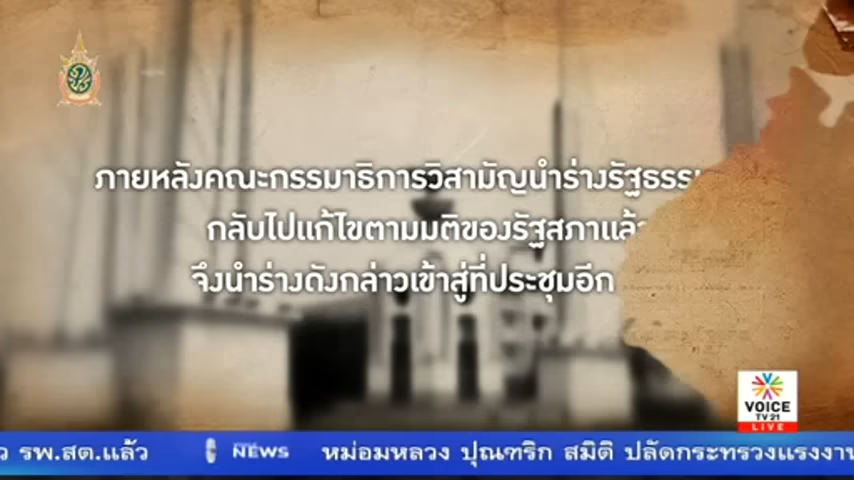 ภายหลังคณะกรรมาธิการวิสามัญนำร่างรัฐธรรม
กลับไปแก้ไขตามมติของรัฐสภาแล้ว
จึงนำร่างดังกล่าวเข้าสู่ที่ประชุมอีก
VOICE
TV 21
LIVE
รพ.สต.แล้ว NEWS หม่อมหลวง ปุณฑริก สมิติ ปลัดกระทรวงแรงงาน